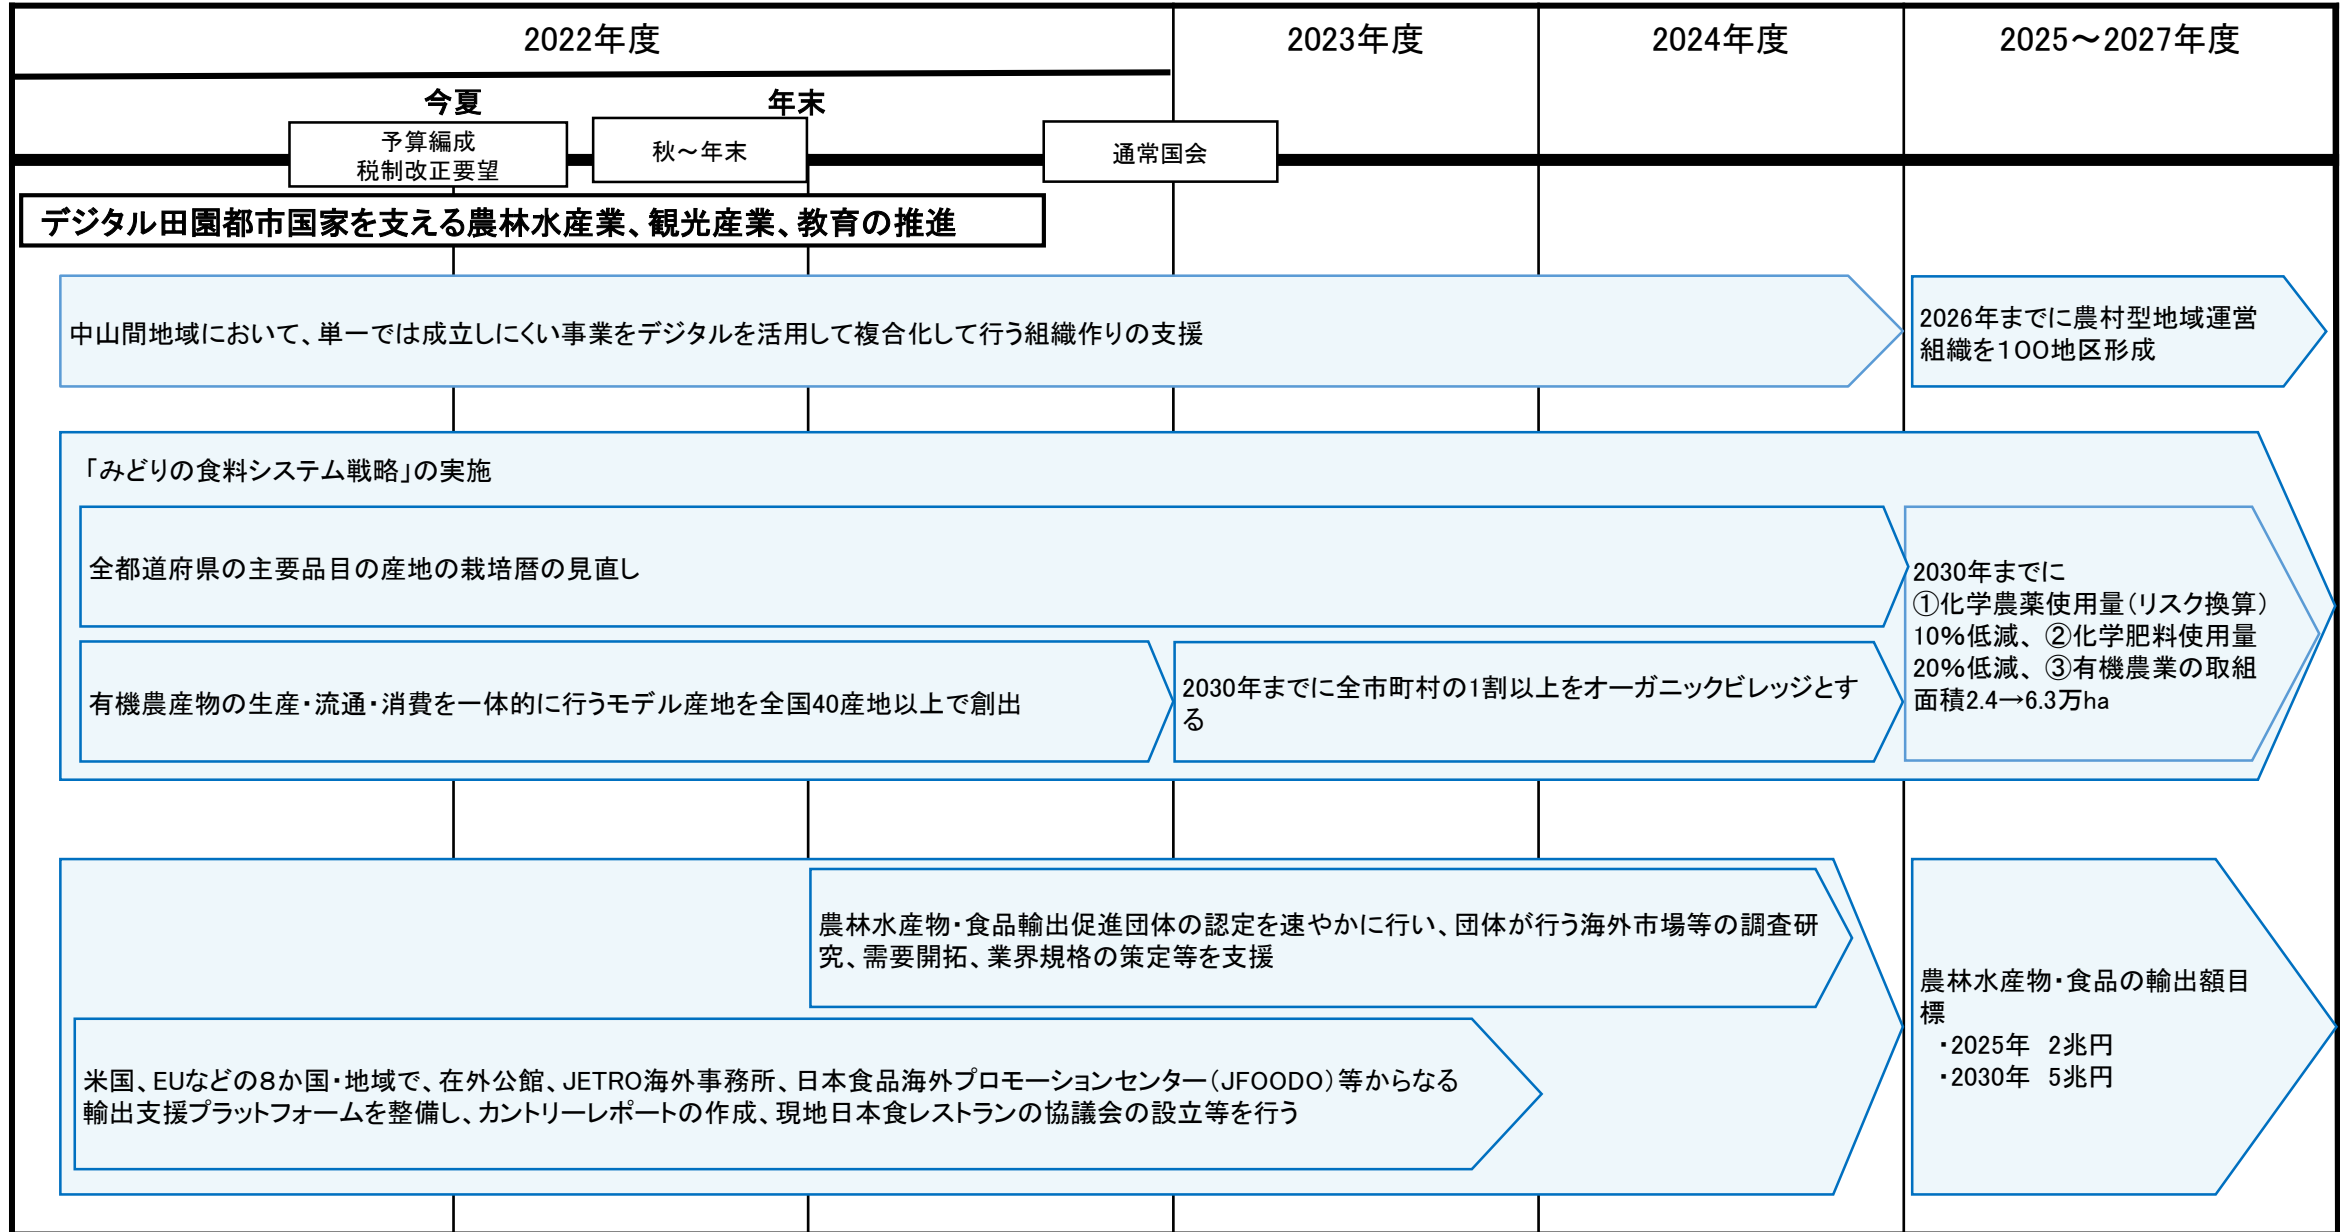 2022年度
2023年度
2024年度
2025～2027年度
今夏
年末
予算編成
税制改正要望
秋～年末
通常国会
デジタル田園都市国家を支える農林水産業、観光産業、教育の推進
中山間地域において、単一では成立しにくい事業をデジタルを活用して複合化して行う組織作りの支援
2026年までに農村型地域運営
組織を１００地区形成
「みどりの食料システム戦略」の実施
全都道府県の主要品目の産地の栽培暦の見直し
有機農産物の生産・流通・消費を一体的に行うモデル産地を全国40産地以上で創出
2030年までに全市町村の1割以上をオーガニックビレッジとす
る
2030年までに
①化学農薬使用量（リスク換算）
10%低減、②化学肥料使用量
20%低減、③有機農業の取組
面積2.4→6.3万ha
農林水産物・食品輸出促進団体の認定を速やかに行い、団体が行う海外市場等の調査研
究、需要開拓、業界規格の策定等を支援
米国、EUなどの８か国・地域で、在外公館、JETRO海外事務所、日本食品海外プロモーションセンター（JFOODO）等からなる
輸出支援プラットフォームを整備し、カントリーレポートの作成、現地日本食レストランの協議会の設立等を行う
農林水産物・食品の輸出額目
標
・2025年　2兆円
・2030年　5兆円